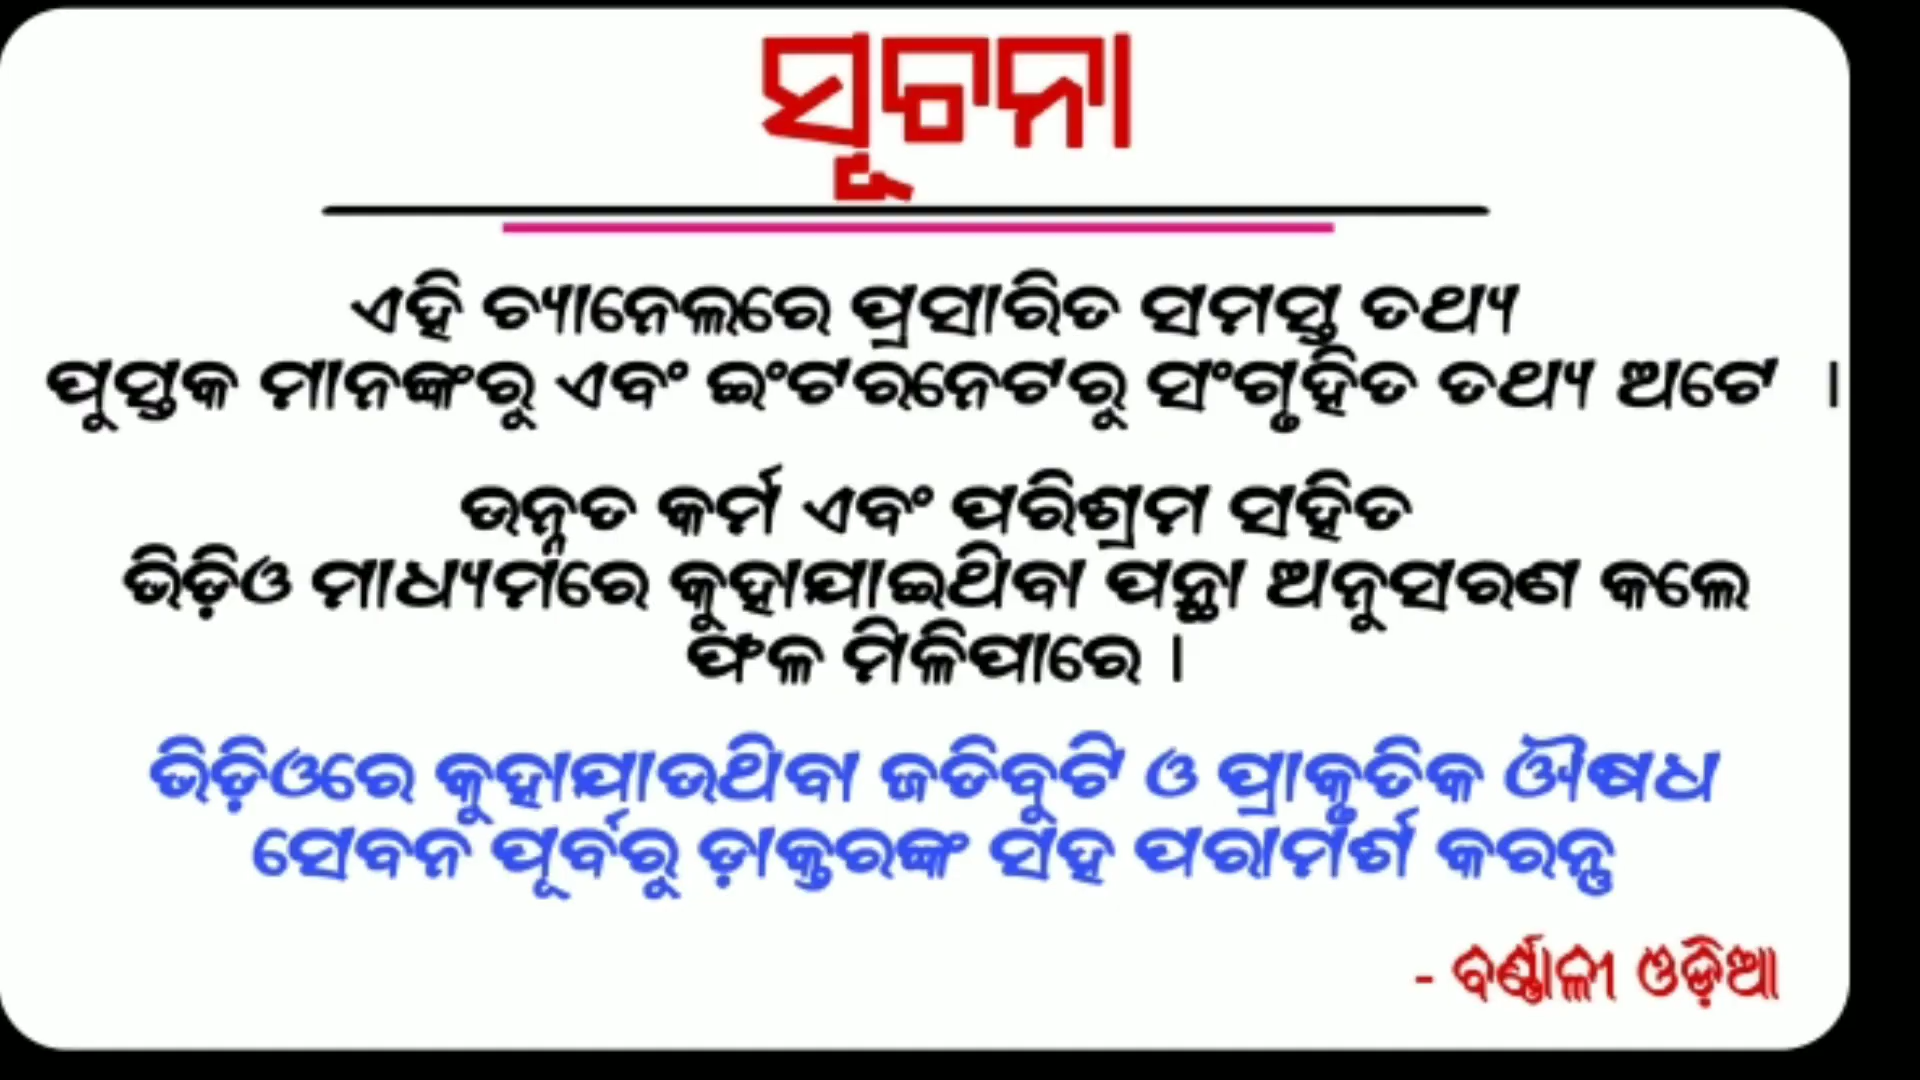 ସୂଚନା
ଏହି ଚ୍ୟାନେଲରେ ପ୍ରସାରିତ ସମସ୍ତ ତଥ୍ୟ
ପୁସ୍ତକ ମାନଙ୍କରୁ ଏବଂ ଇଂଟରନେଟରୁ ସଂଗୃହିତ ତଥ୍ୟ ଅଟେ ।
ଉନ୍ନତ କର୍ମ ଏବଂ ପରିଶ୍ରମ ସହିତ
ଭିଡ଼ିଓ ମାଧ୍ୟମରେ କୁହାଯାଇଥିବା ପନ୍ଥା ଅନୁସରଣ କଲେ
ଫଳ ମିଳିପାରେ ।
ଭିଡ଼ିଓରେ କୁହାଯାଉଥିବା ଜଡିବୁଟି ଓ ପ୍ରାକୃତିକ ଔଷଧ
ସେବନ ପୂର୍ବରୁ ଡ଼ାକ୍ତରଙ୍କ ସହ ପରାମର୍ଶ କରନ୍ତୁ
- ବର୍ଣ୍ଣାଳୀ ଓଡ଼ିଆ